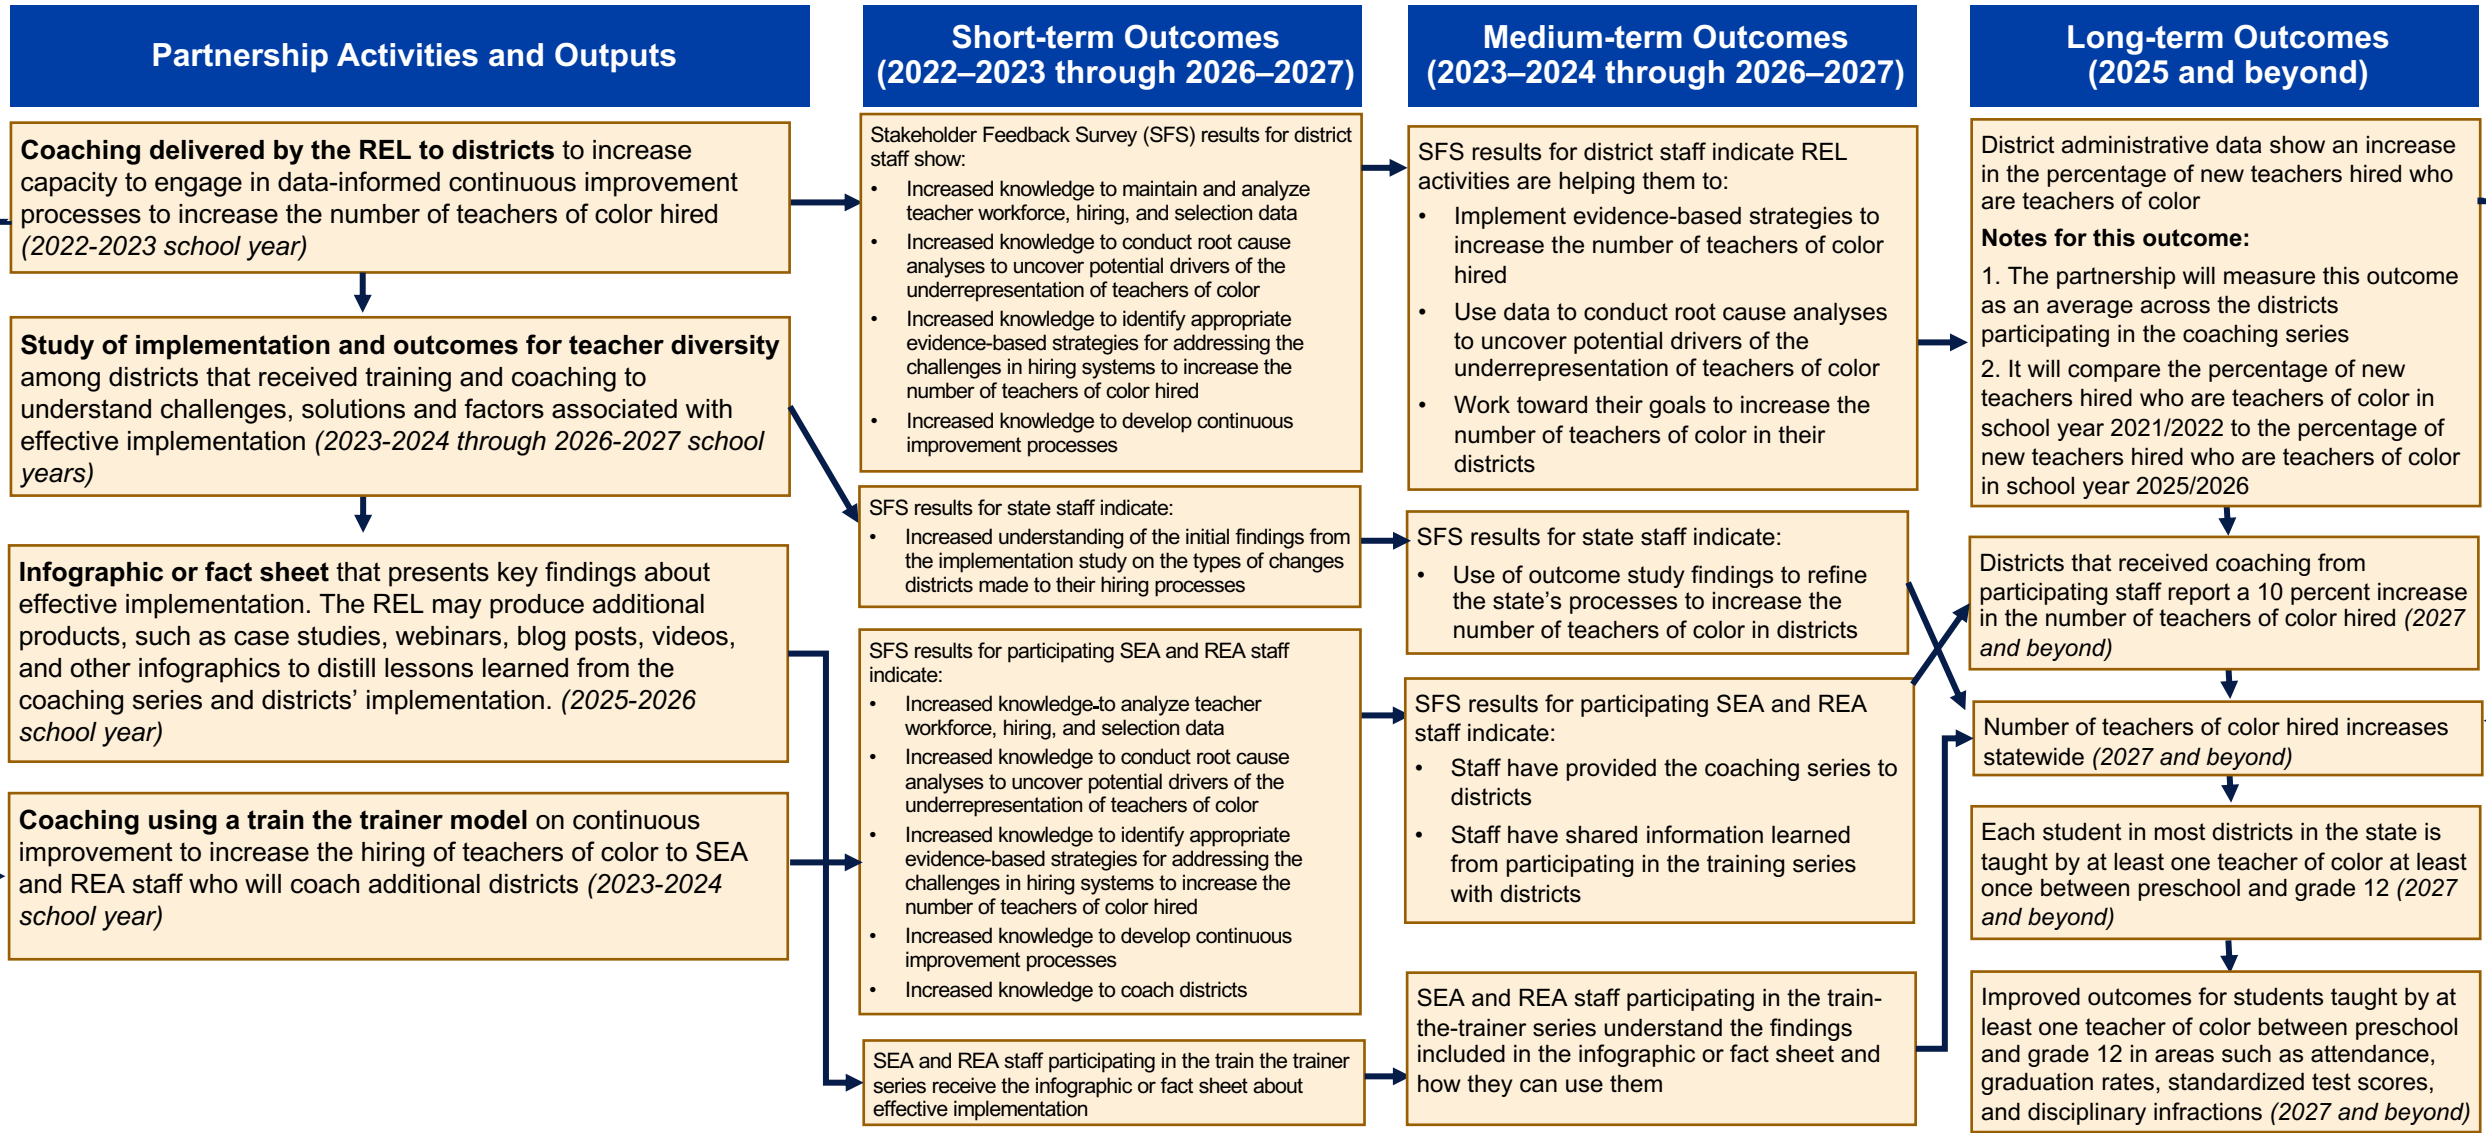 Partnership Activities and Outputs
Coaching delivered by the REL to districts to increase
capacity to engage in data-informed continuous improvement
processes to increase the number of teachers of color hired
(2022-2023 school year)
Study of implementation and outcomes for teacher diversity
among districts that received training and coaching to
understand challenges, solutions and factors associated with
effective implementation (2023-2024 through 2026-2027 school
years)
Infographic or fact sheet that presents key findings about
effective implementation. The REL may produce additional
products, such as case studies, webinars, blog posts, videos,
and other infographics to distill lessons learned from the
coaching series and districts’ implementation. (2025-2026
school year)
Coaching using a train the trainer model on continuous
improvement to increase the hiring of teachers of color to SEA
and REA staff who will coach additional districts (2023-2024
school year)
Short-term Outcomes
(2022–2023 through 2026–2027)
Stakeholder Feedback Survey (SFS) results for district
staff show:
• Increased knowledge to maintain and analyze
teacher workforce, hiring, and selection data
• Increased knowledge to conduct root cause
analyses to uncover potential drivers of the
underrepresentation of teachers of color
• Increased knowledge to identify appropriate
evidence-based strategies for addressing the
challenges in hiring systems to increase the
number of teachers of color hired
• Increased knowledge to develop continuous
improvement processes
SFS results for state staff indicate:
• Increased understanding of the initial findings from
the implementation study on the types of changes
districts made to their hiring processes
SFS results for participating SEA and REA staff
indicate:
• Increased knowledge-to analyze teacher
workforce, hiring, and selection data
• Increased knowledge to conduct root cause
analyses to uncover potential drivers of the
underrepresentation of teachers of color
• Increased knowledge to identify appropriate
evidence-based strategies for addressing the
challenges in hiring systems to increase the
number of teachers of color hired
• Increased knowledge to develop continuous
improvement processes
• Increased knowledge to coach districts
SEA and REA staff participating in the train the trainer
series receive the infographic or fact sheet about
effective implementation
Medium-term Outcomes
(2023–2024 through 2026–2027)
SFS results for district staff indicate REL
activities are helping them to:
• Implement evidence-based strategies to
increase the number of teachers of color
hired
• Use data to conduct root cause analyses
to uncover potential drivers of the
underrepresentation of teachers of color
• Work toward their goals to increase the
number of teachers of color in their
districts
SFS results for state staff indicate:
• Use of outcome study findings to refine
the state’s processes to increase the
number of teachers of color in districts
SFS results for participating SEA and REA
staff indicate:
• Staff have provided the coaching series to
districts
• Staff have shared information learned
from participating in the training series
with districts
SEA and REA staff participating in the train-
the-trainer series understand the findings
included in the infographic or fact sheet and
how they can use them
Long-term Outcomes
(2025 and beyond)
District administrative data show an increase
in the percentage of new teachers hired who
are teachers of color
Notes for this outcome:
1. The partnership will measure this outcome
as an average across the districts
participating in the coaching series
2. It will compare the percentage of new
teachers hired who are teachers of color in
school year 2021/2022 to the percentage of
new teachers hired who are teachers of color
in school year 2025/2026
Districts that received coaching from
participating staff report a 10 percent increase
in the number of teachers of color hired (2027
and beyond)
Number of teachers of color hired increases
statewide (2027 and beyond)
Each student in most districts in the state is
taught by at least one teacher of color at least
once between preschool and grade 12 (2027
and beyond)
Improved outcomes for students taught by at
least one teacher of color between preschool
and grade 12 in areas such as attendance,
graduation rates, standardized test scores,
and disciplinary infractions (2027 and beyond)